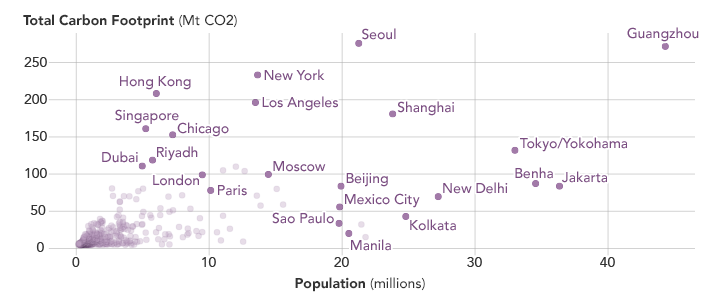 Total Carbon Footprint (Mt CO2)
Seoul
Guangzhou
250
New York
Hong Kong
200
Los Angeles
Shanghai
Singapore
150
Chicago
Tokyo/Yokohama
Dubai
Riyadh
100
London
Moscow
Benha
Jakarta
Paris
Beijing
New Delhi
Mexico City
50
Sao Paulo
Kolkata
Manila
0
0
10
20
30
40
Population (millions)